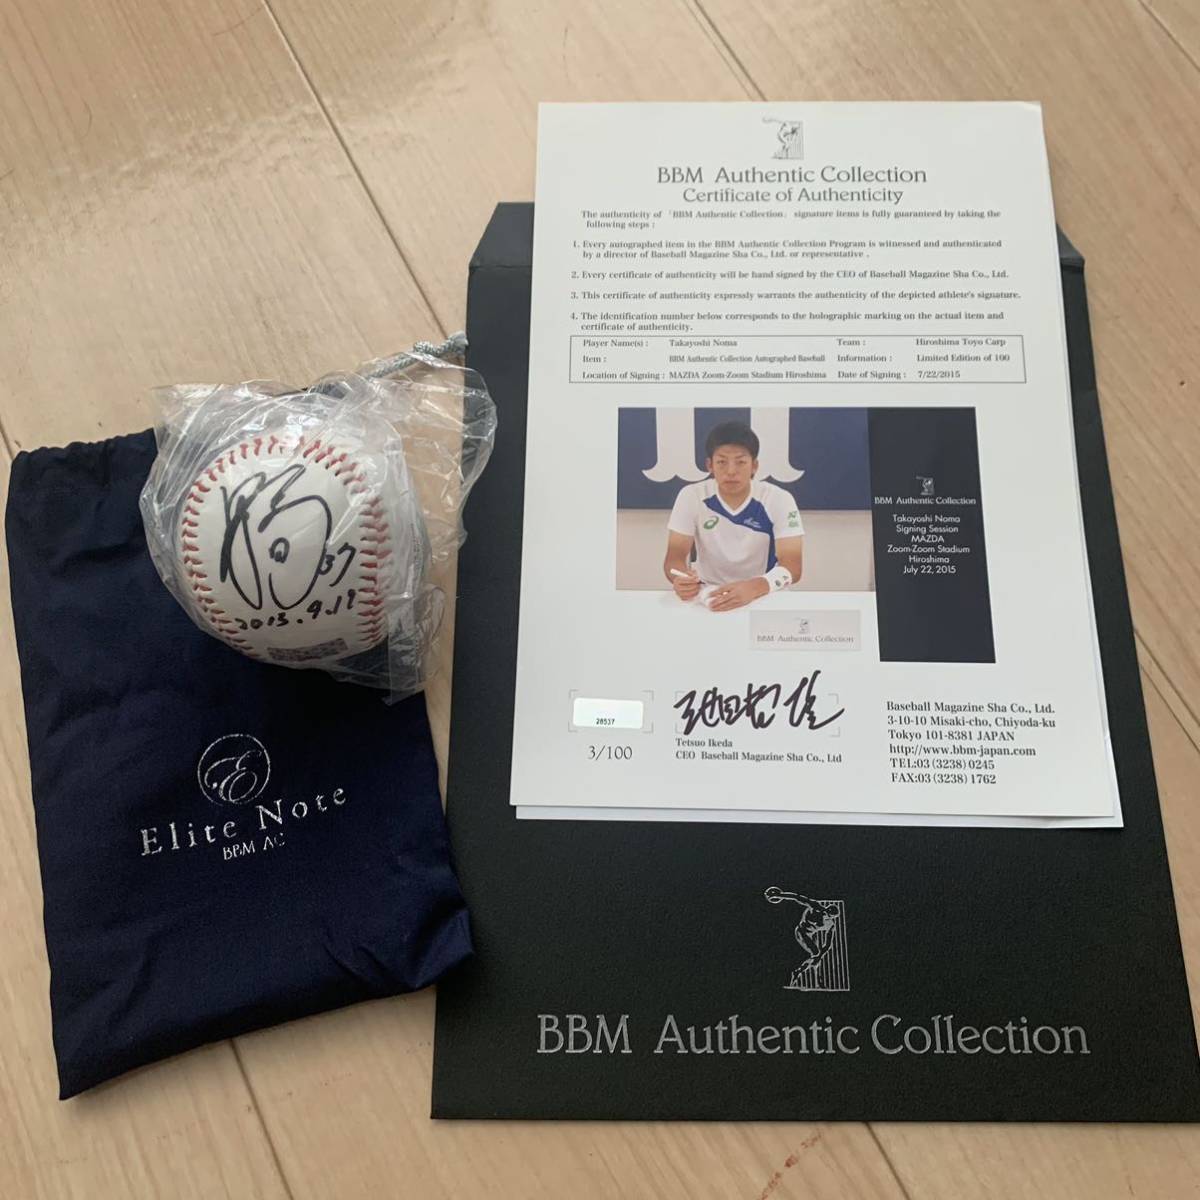 BBM Authentic Collection
Certificate of Authenticity
The authenticity of 「BBM Authentic Collection」 signature items is fully guaranteed by taking the
following steps :
1. Every autographed item in the BBM Authentic Collection Program is witnessed and authenticated
by a director of Baseball Magazine Sha Co., Ltd. or representative .
2. Every certificate of authenticity will be hand signed by the CEO of Baseball Magazine Sha Co., Ltd.
3. This certificate of authenticity expressly warrants the authenticity of the depicted athlete's signature.
4. The identification number below corresponds to the holographic marking on the actual item and
certificate of authenticity.
Player Name(s) : Takayoshi Noma Team : Hiroshima Toyo Carp
Item : BBM Authentic Collection Autographed Baseball Information : Limited Edition of 100
Location of Signing : MAZDA Zoom-Zoom Stadium Hiroshima Date of Signing : 7/22/2015
BBM Authentic Collection
Takayoshi Noma
Signing Session
MAZDA
Zoom-Zoom Stadium
Hiroshima
July 22, 2015
BBM Authentic Collection
20537
3/100
池田哲雄
Tetsuo Ikeda
CEO Baseball Magazine Sha Co., Ltd
Baseball Magazine Sha Co., Ltd.
3-10-10 Misaki-cho, Chiyoda-ku
Tokyo 101-8381 JAPAN
http://www.bbm-japan.com
TEL:03 (3238) 0245
FAX:03 (3238) 1762
37
Elite Note
BBM AC
BBM Authentic Collection